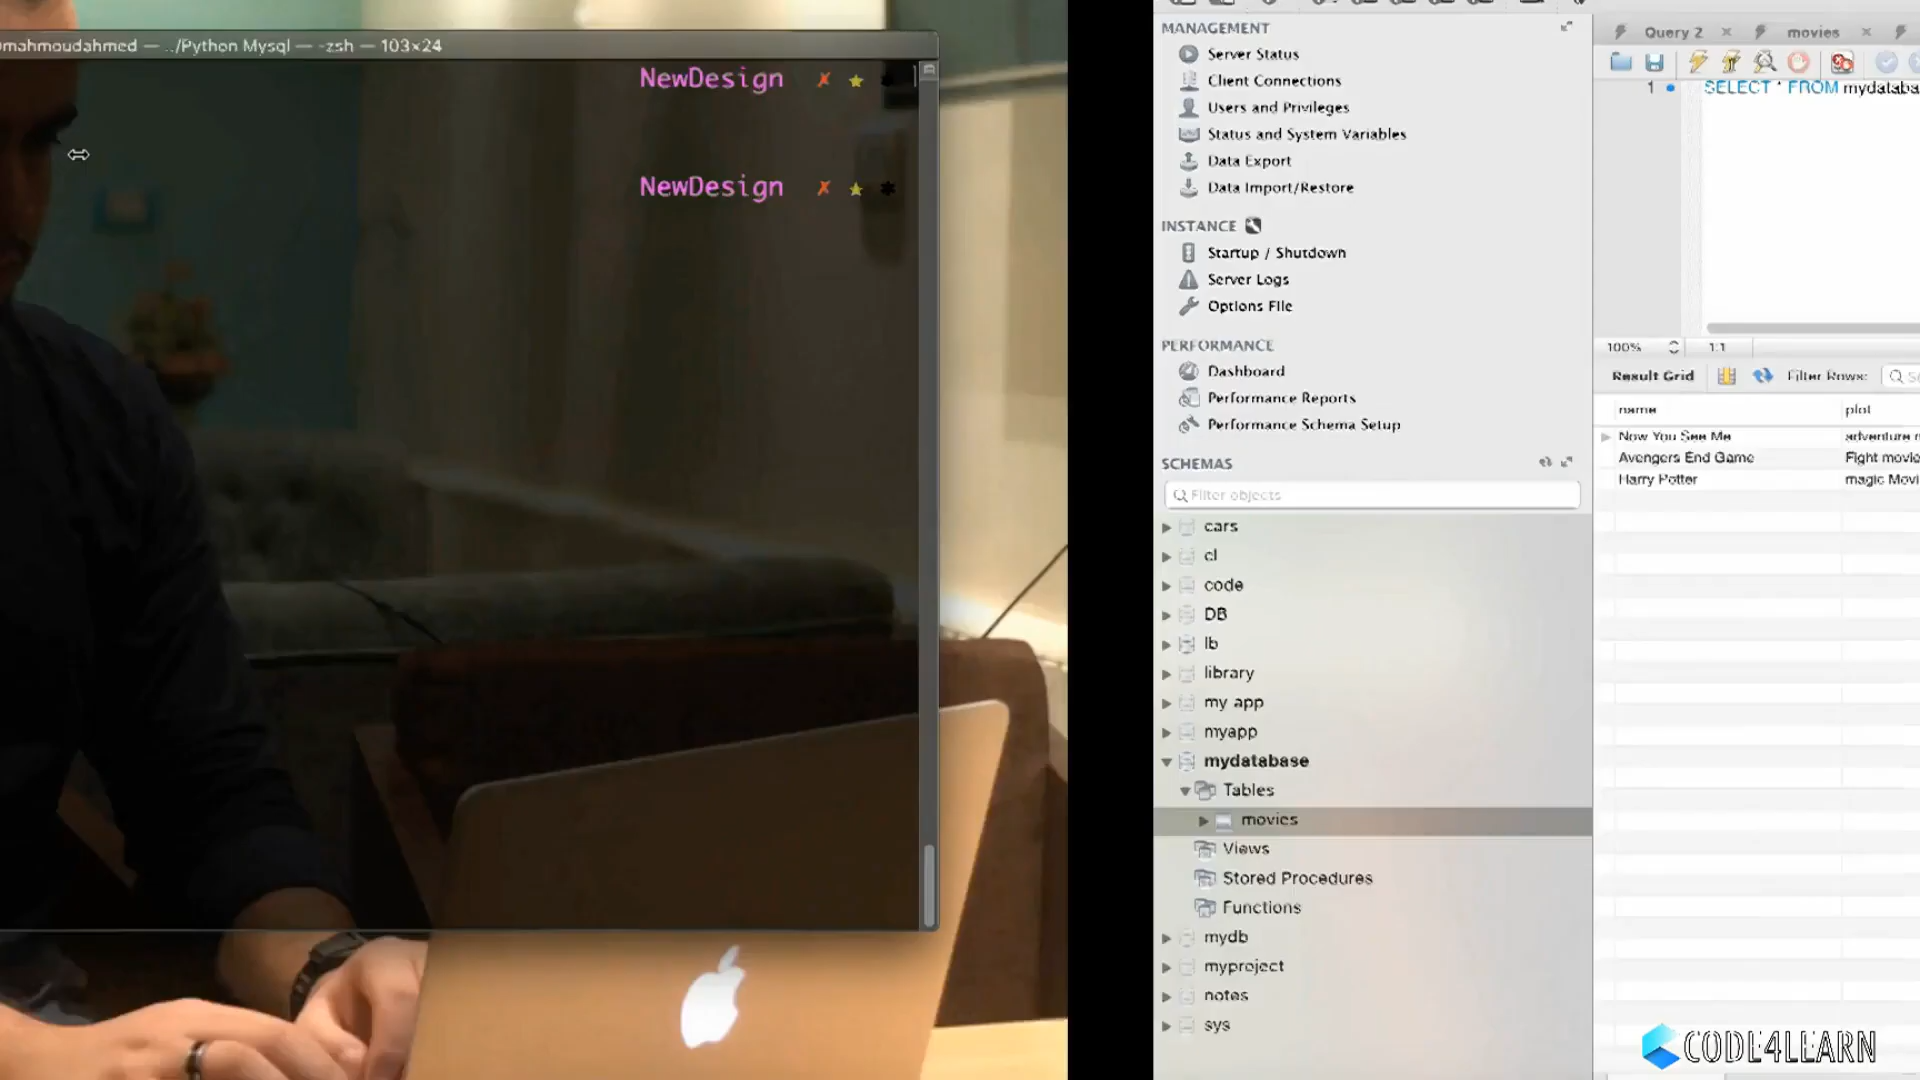 mahmoudahmed — ../Python Mysql — -zsh — 103×24
NewDesign
NewDesign
MANAGEMENT
Server Status
Client Connections
Users and Privileges
Status and System Variables
Data Export
Data Import/Restore
INSTANCE
Startup / Shutdown
Server Logs
Options File
PERFORMANCE
Dashboard
Performance Reports
Performance Schema Setup
SCHEMAS
Filter objects
cars
cl
code
DB
lb
library
my app
myapp
mydatabase
Tables
movies
Views
Stored Procedures
Functions
mydb
myproject
notes
sys
Query 2
movies
1
SELECT * FROM mydataba
100%
1:1
Result Grid
Filter Rows:
name
plot
Now You See Me
adventure
Avengers End Game
Fight movie
Harry Potter
magic Movi
CODE4LEARN